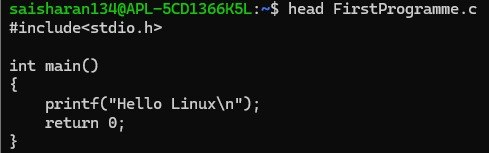 saisharan134@APL-5CD1366K5L:~$ head FirstProgramme.c
#include<stdio.h>

int main()
{
    printf("Hello Linux\n");
    return 0;
}